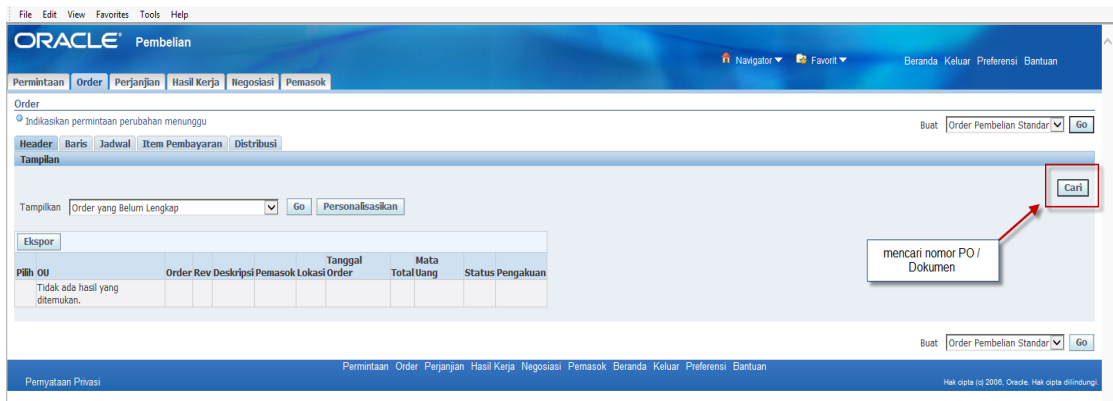 File Edit View Favorites Tools Help
ORACLE Pembelian
Navigator Favorit Beranda Keluar Preferensi Bantuan
Permintaan Order Perjanjian Hasil Kerja Negosiasi Pemasok
Order
Indikasikan permintaan perubahan menunggu
Buat Order Pembelian Standar Go
Header Baris Jadwal Item Pembayaran Distribusi
Tampilan
Cari
Tampilkan Order yang Belum Lengkap Go Personalisasikan
mencari nomor PO /
Dokumen
Ekspor
Tanggal Mata
Pilih OU Order Rev Deskripsi Pemasok Lokasi Order Total Uang Status Pengakuan
Tidak ada hasil yang
ditemukan.
Buat Order Pembelian Standar Go
Permintaan Order Perjanjian Hasil Kerja Negosiasi Pemasok Beranda Keluar Preferensi Bantuan
Pernyataan Privasi
Hak cipta (c) 2006, Oracle. Hak cipta dilindungi.